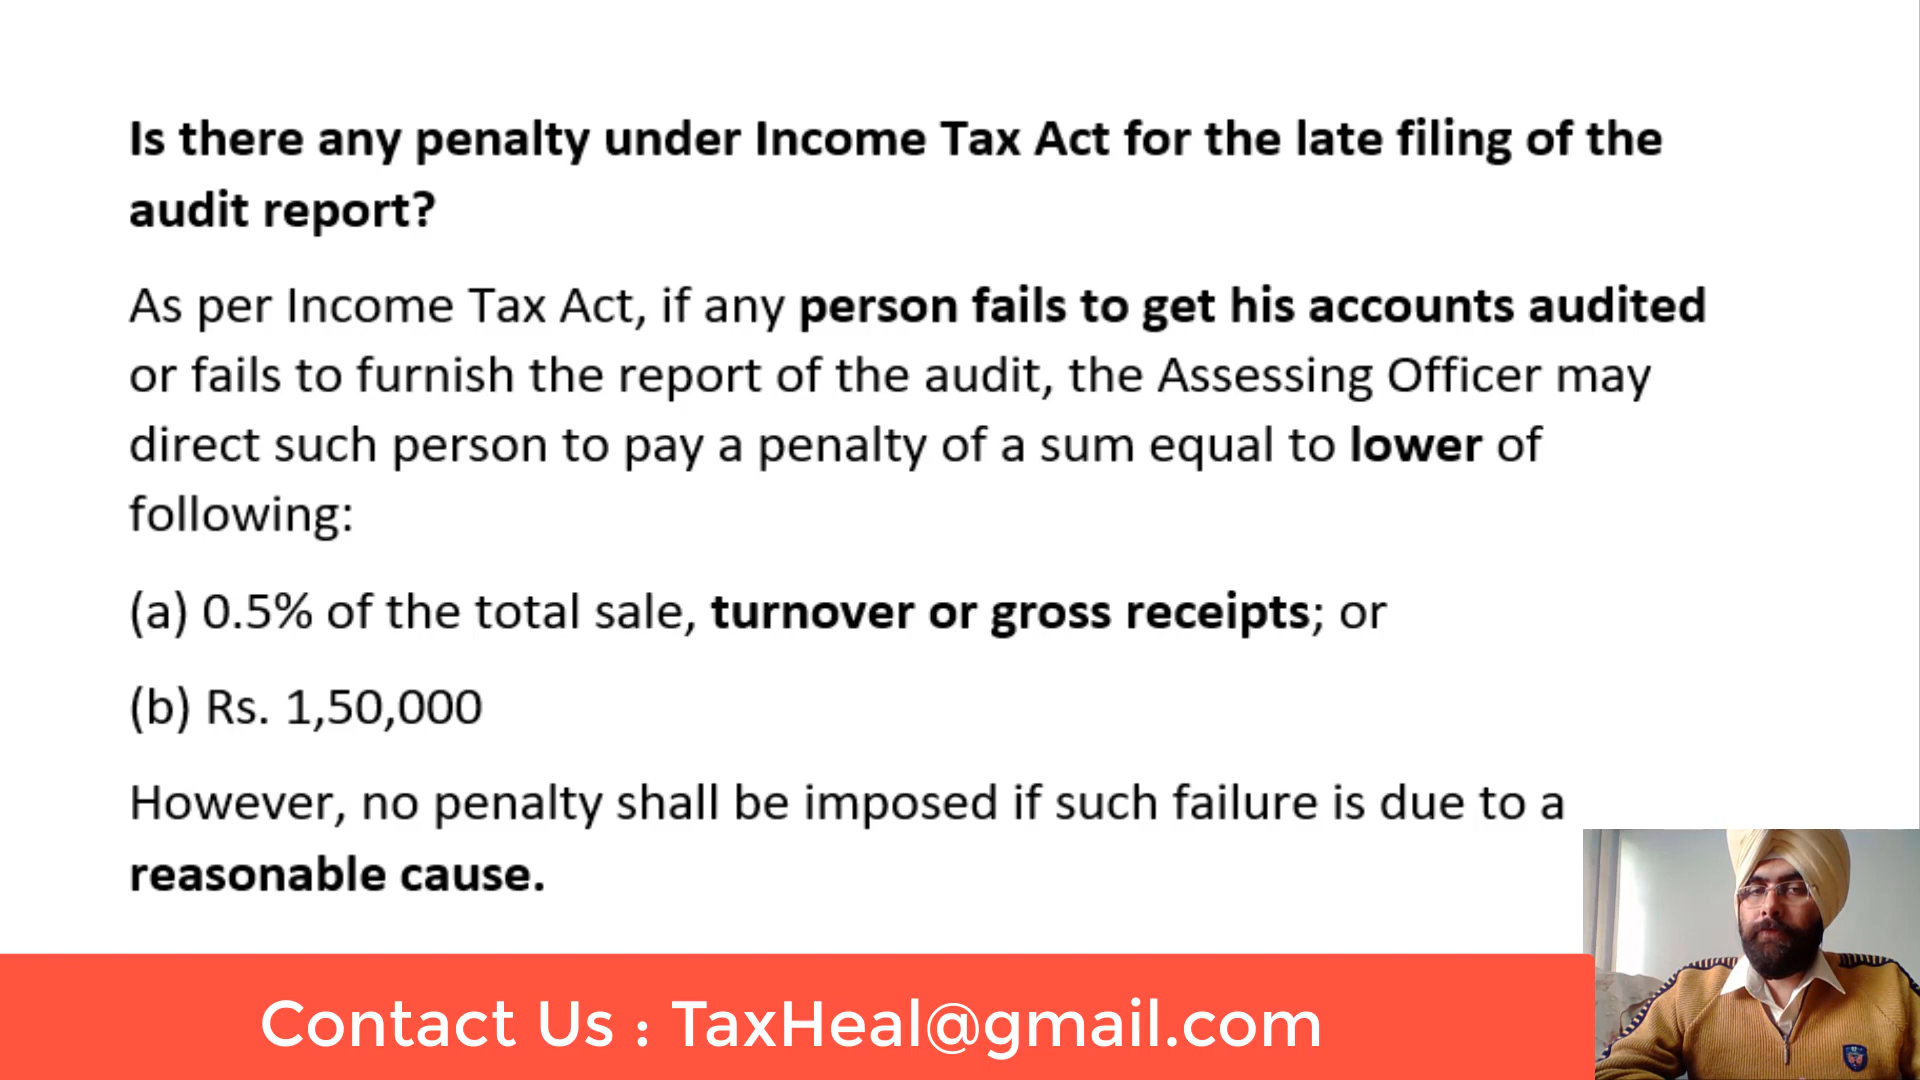 Is there any penalty under Income Tax Act for the late filing of the
audit report?
As per Income Tax Act, if any person fails to get his accounts audited
or fails to furnish the report of the audit, the Assessing Officer may
direct such person to pay a penalty of a sum equal to lower of
following:
(a) 0.5% of the total sale, turnover or gross receipts; or
(b) Rs. 1,50,000
However, no penalty shall be imposed if such failure is due to a
reasonable cause.
Contact Us : TaxHeal@gmail.com